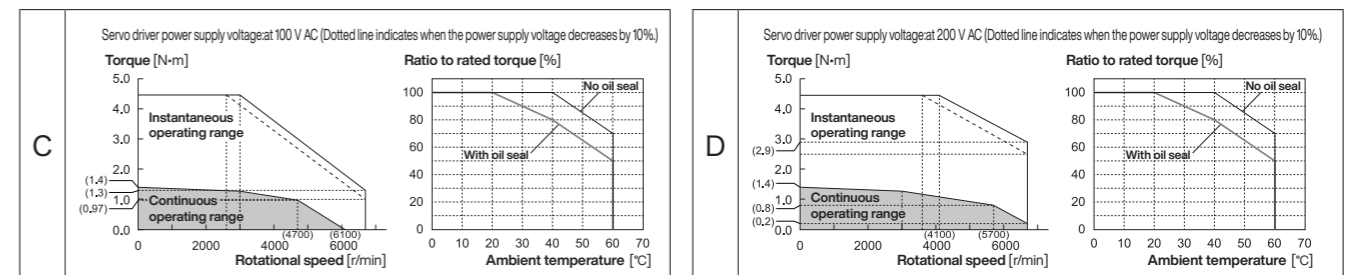 C
Servo driver power supply voltage:at 100 V AC (Dotted line indicates when the power supply voltage decreases by 10%.)
Torque [N•m]
5.0
4.0
3.0
2.0
(1.4)
(1.3)
1.0
(0.97)
0.0
Instantaneous
operating range
Continuous
operating range
0
2000
4000
(4700)
(6100)
6000
Rotational speed [r/min]
Ratio to rated torque [%]
100
80
60
40
20
0
No oil seal
With oil seal
0 10 20 30 40 50 60 70
Ambient temperature [°C]
D
Servo driver power supply voltage:at 200 V AC (Dotted line indicates when the power supply voltage decreases by 10%.)
Torque [N•m]
5.0
4.0
3.0
(2.9)
2.0
(1.4)
1.0
(0.8)
(0.2)
0.0
Instantaneous
operating range
Continuous
operating range
0
2000
(4100)
4000
(5700)
6000
Rotational speed [r/min]
Ratio to rated torque [%]
100
80
60
40
20
0
No oil seal
With oil seal
0 10 20 30 40 50 60 70
Ambient temperature [°C]